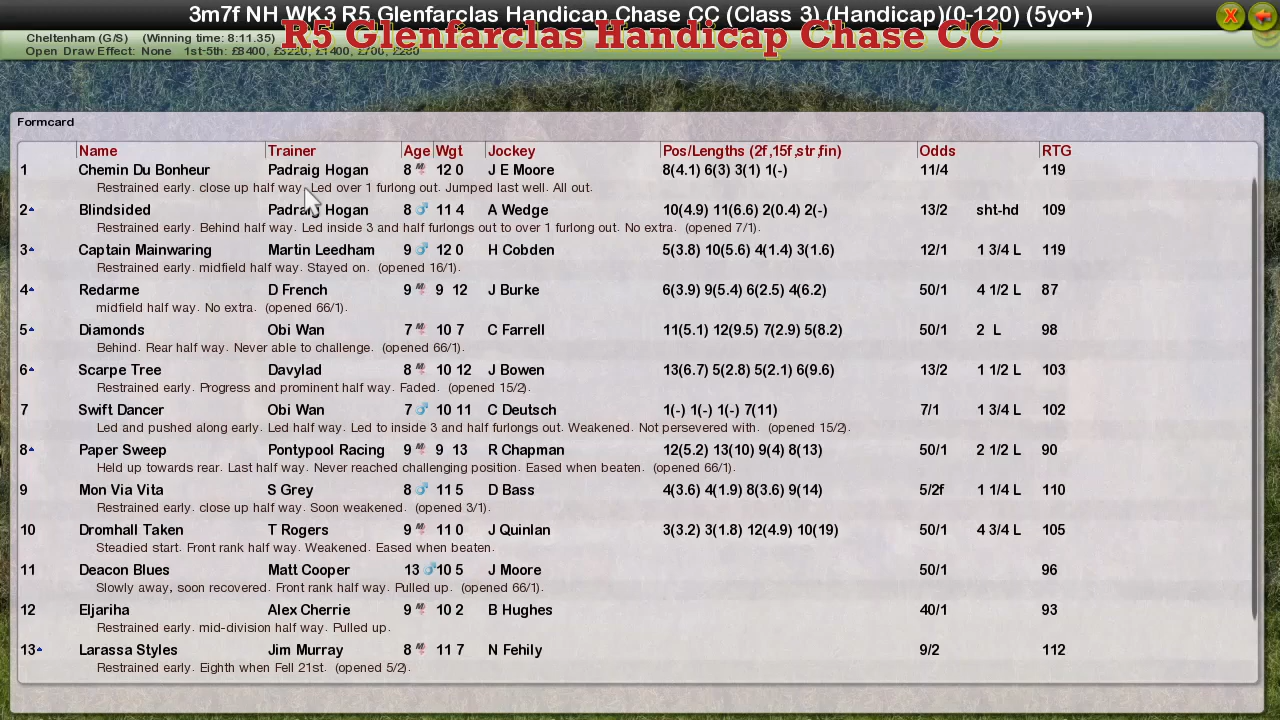 3m7f NH WK3 R5 Glenfarclas Handicap Chase CC (Class 3) (Handicap)(0-120) (5yo+)
R5 Glenfarclas Handicap Chase CC
Cheltenham (G/S) (Winning time: 8:11.35)
Open Draw Effect: None 1st-5th: £8400, £3220, £1400, £700, £280
Formcard
Name Trainer Age Wgt Jockey Pos/Lengths (2f,15f,str,fin) Odds RTG
1 Chemin Du Bonheur Padraig Hogan 8 12 0 J E Moore 8(4.1) 6(3) 3(1) 1(-) 11/4 119
Restrained early. close up half way. Led over 1 furlong out. Jumped last well. All out.
2 Blindsided Padraig Hogan 8 11 4 A Wedge 10(4.9) 11(6.6) 2(0.4) 2(-) 13/2 sht-hd 109
Restrained early. Behind half way. Led inside 3 and half furlongs out to over 1 furlong out. No extra. (opened 7/1).
3 Captain Mainwaring Martin Leedham 9 12 0 H Cobden 5(3.8) 10(5.6) 4(1.4) 3(1.6) 12/1 1 3/4 L 119
Restrained early. midfield half way. Stayed on. (opened 16/1).
4 Redarme D French 9 9 12 J Burke 6(3.9) 9(5.4) 6(2.5) 4(6.2) 50/1 4 1/2 L 87
midfield half way. No extra. (opened 66/1).
5 Diamonds Obi Wan 7 10 7 C Farrell 11(5.1) 12(9.5) 7(2.9) 5(8.2) 50/1 2 L 98
Behind. Rear half way. Never able to challenge. (opened 66/1).
6 Scarpe Tree Davylad 8 10 12 J Bowen 13(6.7) 5(2.8) 5(2.1) 6(9.6) 13/2 1 1/2 L 103
Restrained early. Progress and prominent half way. Faded. (opened 15/2).
7 Swift Dancer Obi Wan 7 10 11 C Deutsch 1(-) 1(-) 1(-) 7(11) 7/1 1 3/4 L 102
Led and pushed along early. Led half way. Led to inside 3 and half furlongs out. Weakened. Not persevered with. (opened 15/2).
8 Paper Sweep Pontypool Racing 9 9 13 R Chapman 12(5.2) 13(10) 9(4) 8(13) 50/1 2 1/2 L 90
Held up towards rear. Last half way. Never reached challenging position. Eased when beaten. (opened 66/1).
9 Mon Via Vita S Grey 8 11 5 D Bass 4(3.6) 4(1.9) 8(3.6) 9(14) 5/2f 1 1/4 L 110
Restrained early. close up half way. Soon weakened. (opened 3/1).
10 Dromhall Taken T Rogers 9 11 0 J Quinlan 3(3.2) 3(1.8) 12(4.9) 10(19) 50/1 4 3/4 L 105
Steadied start. Front rank half way. Weakened. Eased when beaten.
11 Deacon Blues Matt Cooper 13 10 5 J Moore 50/1 96
Slowly away, soon recovered. Front rank half way. Pulled up. (opened 66/1).
12 Eljariha Alex Cherrie 9 10 2 B Hughes 40/1 93
Restrained early. mid-division half way. Pulled up.
13 Larassa Styles Jim Murray 8 11 7 N Fehily 9/2 112
Restrained early. Eighth when Fell 21st. (opened 5/2).